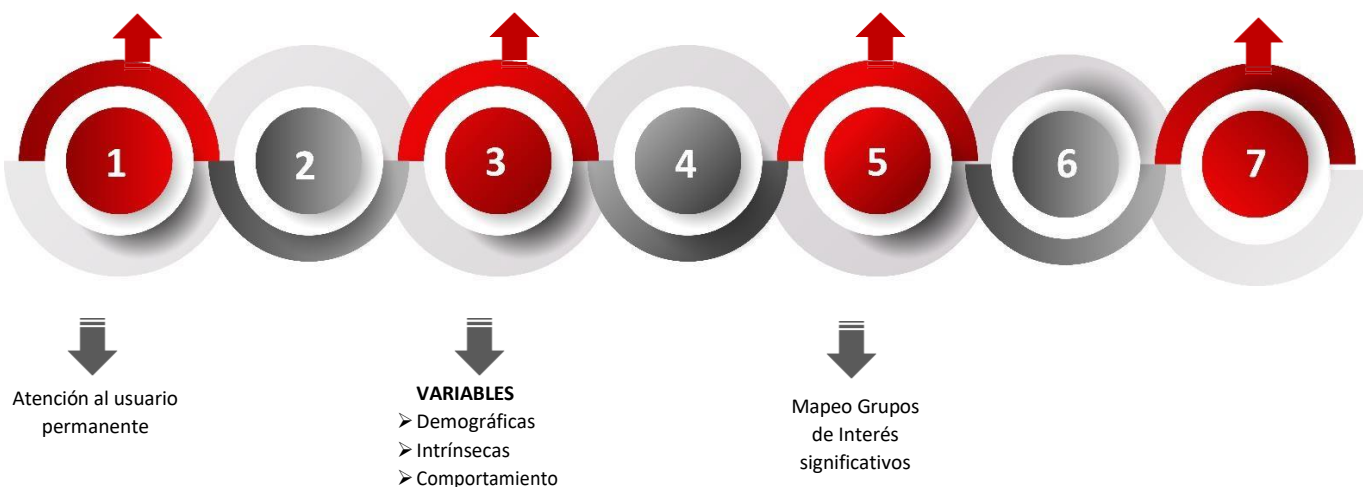 1
2
3
4
5
6
7
Atención al usuario
permanente
VARIABLES
➢ Demográficas
➢ Intrínsecas
➢ Comportamiento
Mapeo Grupos
de Interés
significativos